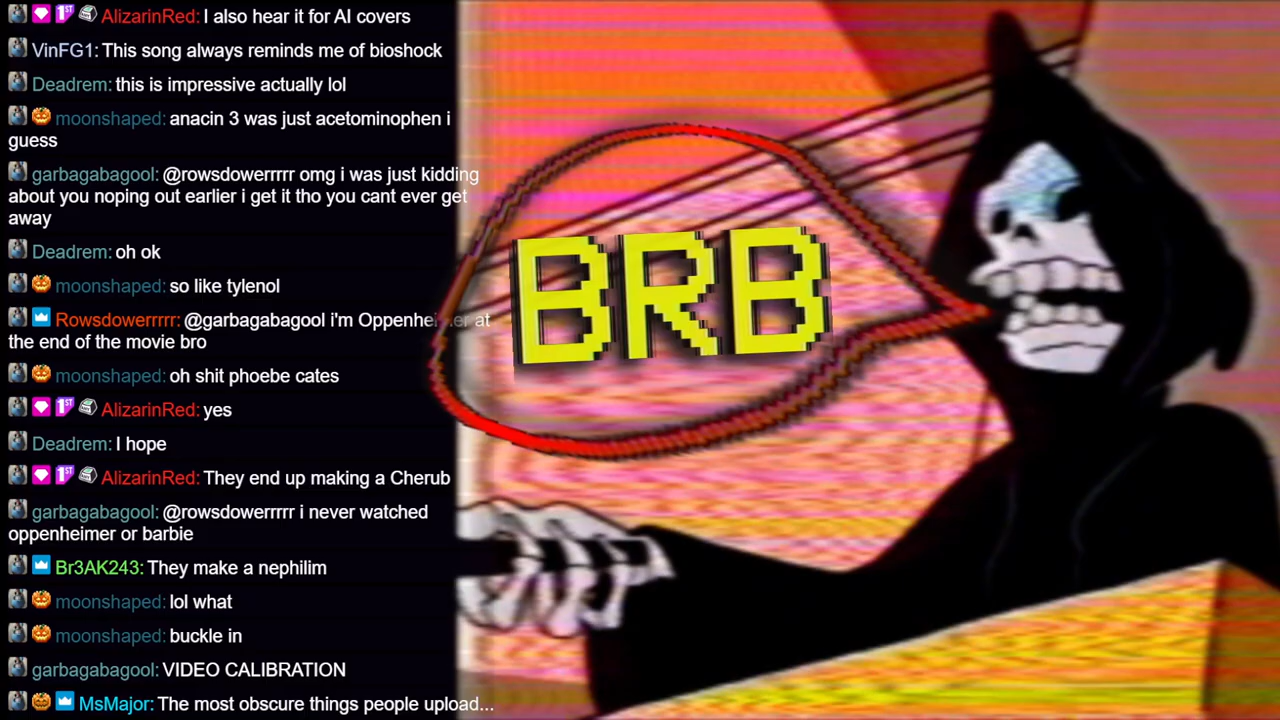 AlizarinRed: I also hear it for AI covers
VinFG1: This song always reminds me of bioshock
Deadrem: this is impressive actually lol
moonshaped: anacin 3 was just acetominophen i
guess
garbagabagool: @rowsdowerrrrr omg i was just kidding
about you noping out earlier i get it tho you cant ever get
away
Deadrem: oh ok
moonshaped: so like tylenol
Rowsdowerrrrr: @garbagabagool i'm Oppenheimer at
the end of the movie bro
moonshaped: oh shit phoebe cates
1ST AlizarinRed: yes
Deadrem: I hope
1ST AlizarinRed: They end up making a Cherub
garbagabagool: @rowsdowerrrrr i never watched
oppenheimer or barbie
Br3AK243: They make a nephilim
moonshaped: lol what
moonshaped: buckle in
garbagabagool: VIDEO CALIBRATION
MsMajor: The most obscure things people upload...
BRB